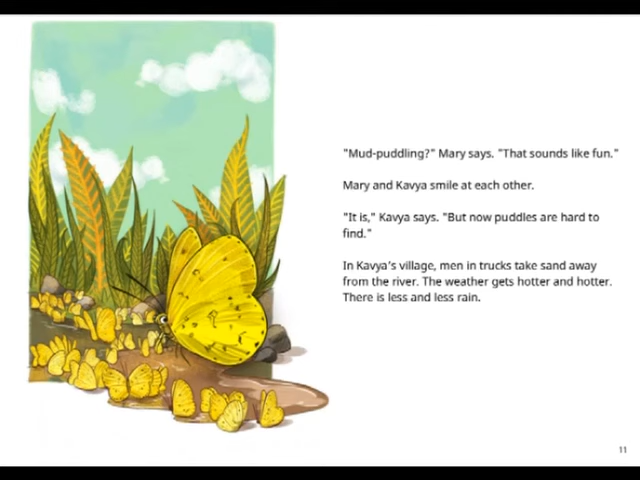 "Mud-puddling?" Mary says. "That sounds like fun."
Mary and Kavya smile at each other.
"It is," Kavya says. "But now puddles are hard to
find."
In Kavya's village, men in trucks take sand away
from the river. The weather gets hotter and hotter.
There is less and less rain.
11